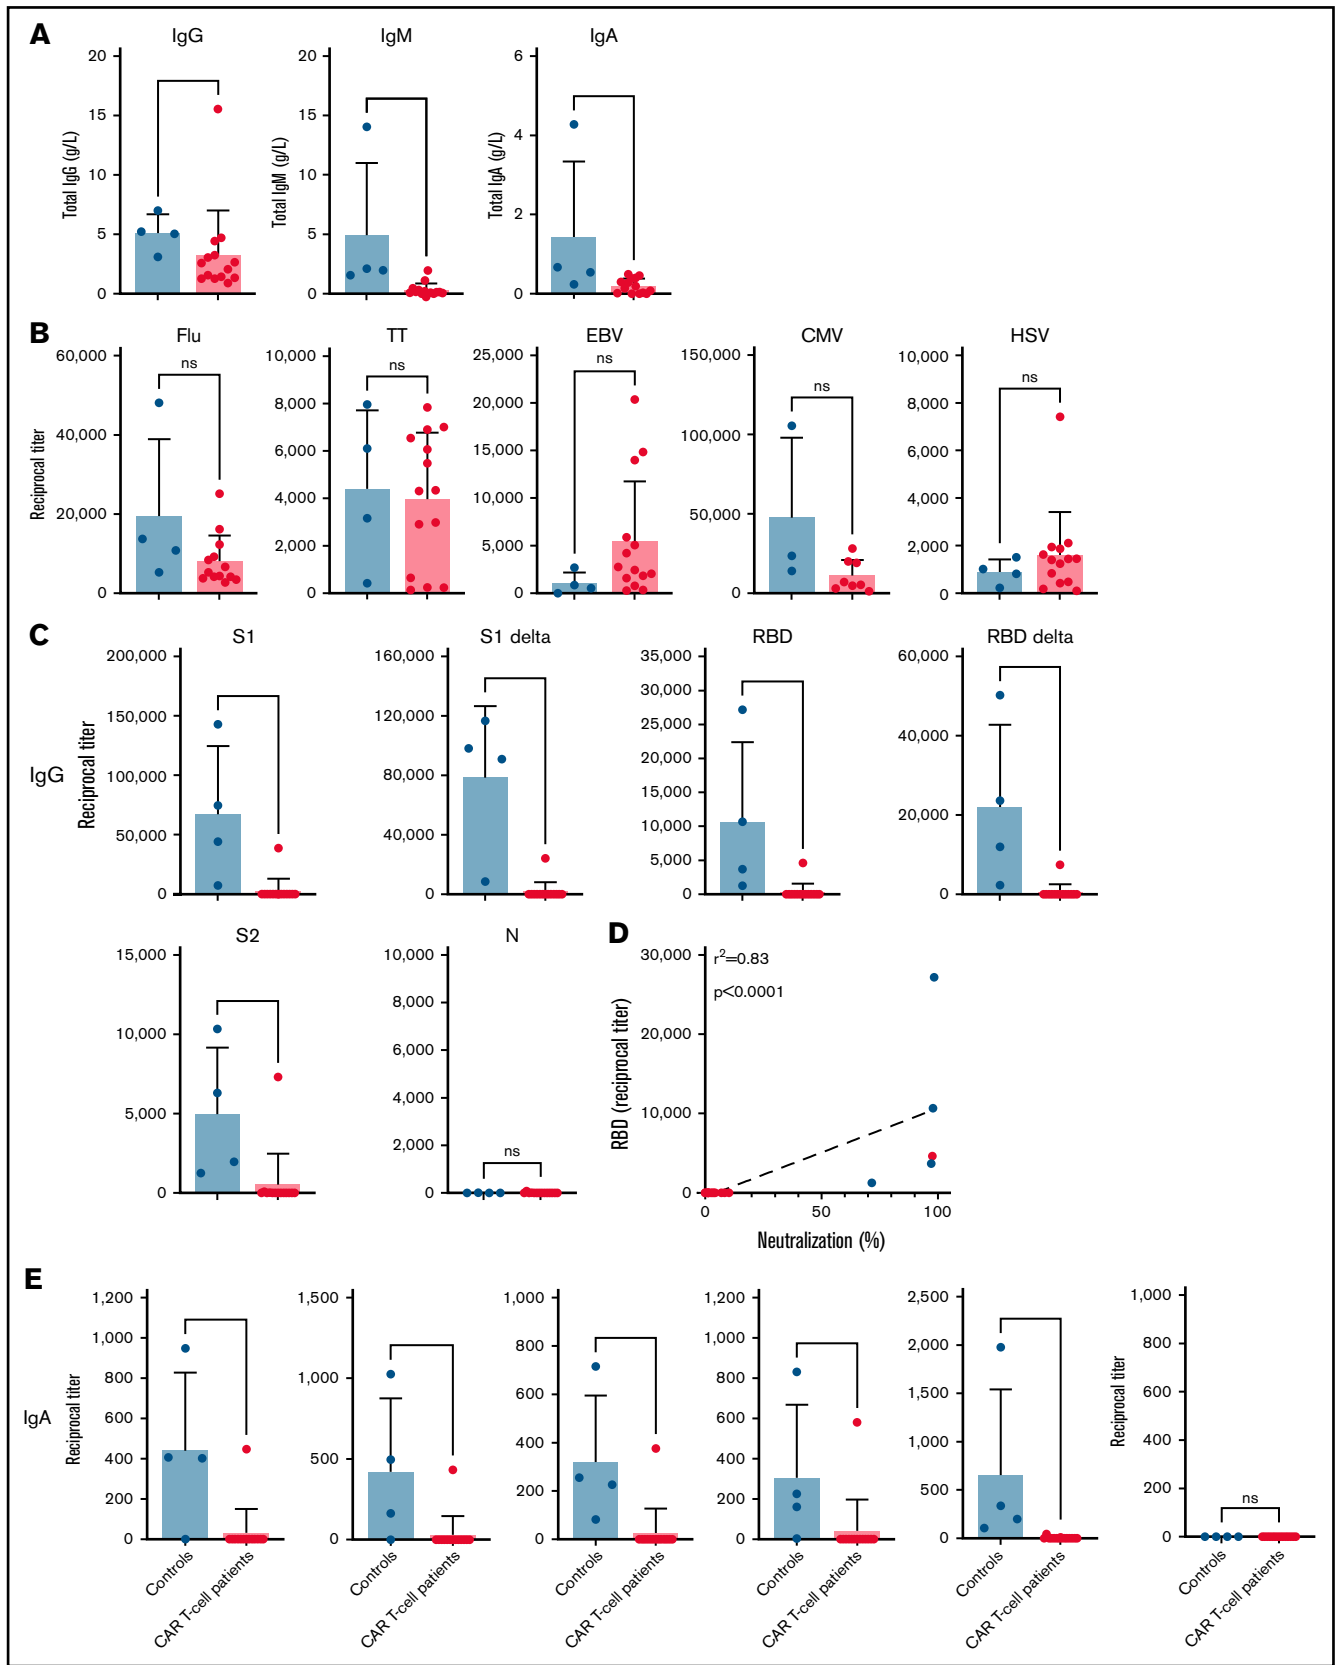 A
IgG
IgM
IgA
20
15
10
5
0
Total IgG (g/L)
20
15
10
5
0
Total IgM (g/L)
6
4
2
0
Total IgA (g/L)
B
Flu
TT
EBV
CMV
HSV
60,000
40,000
20,000
0
Reciprocal titer
ns
10,000
8,000
6,000
4,000
2,000
0
ns
25,000
20,000
15,000
10,000
5,000
0
ns
150,000
100,000
50,000
0
ns
10,000
8,000
6,000
4,000
2,000
0
ns
C
S1
S1 delta
RBD
RBD delta
IgG
Reciprocal titer
200,000
150,000
100,000
50,000
0
160,000
120,000
80,000
40,000
0
35,000
30,000
25,000
20,000
15,000
10,000
5,000
0
60,000
40,000
20,000
0
S2
N
15,000
10,000
5,000
0
10,000
8,000
6,000
4,000
2,000
0
ns
D
r²=0.83
p<0.0001
30,000
20,000
10,000
0
RBD (reciprocal titer)
0
50
100
Neutralization (%)
E
IgA
Reciprocal titer
1,200
1,000
800
600
400
200
0
Controls
CAR T-cell patients
1,500
1,000
500
0
Controls
CAR T-cell patients
1,000
800
600
400
200
0
Controls
CAR T-cell patients
1,200
1,000
800
600
400
200
0
Controls
CAR T-cell patients
2,500
2,000
1,500
1,000
500
0
Controls
CAR T-cell patients
Reciprocal titer
1,000
800
600
400
200
0
ns
Controls
CAR T-cell patients